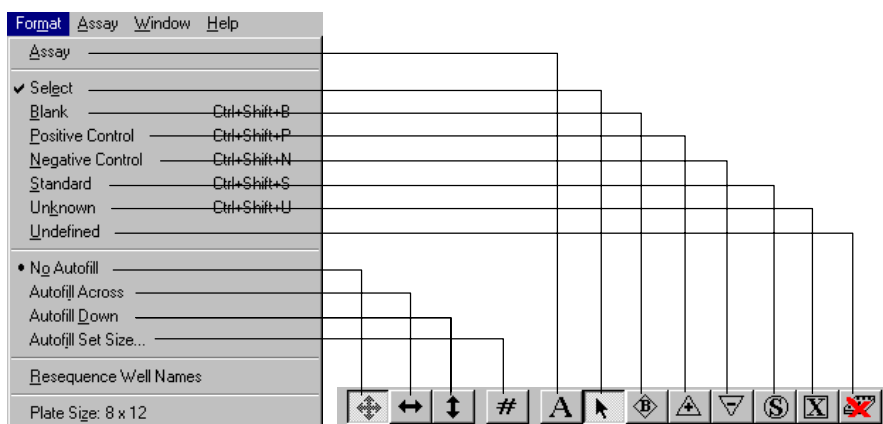 Format Assay Window Help
Assay
Select
Blank Ctrl+Shift+B
Positive Control Ctrl+Shift+P
Negative Control Ctrl+Shift+N
Standard Ctrl+Shift+S
Unknown Ctrl+Shift+U
Undefined
No Autofill
Autofill Across
Autofill Down
Autofill Set Size...
Resequence Well Names
Plate Size: 8 x 12
# A B S X